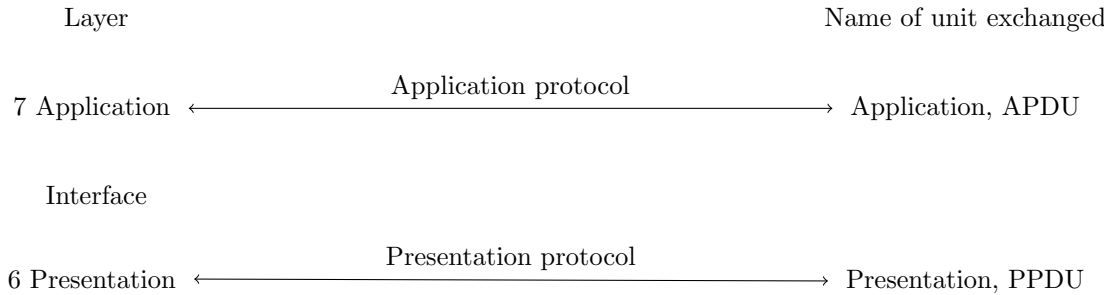 Layer Name of unit exchanged
Application protocol
7 Application Application, APDU
Interface
Presentation protocol
6 Presentation Presentation, PPDU